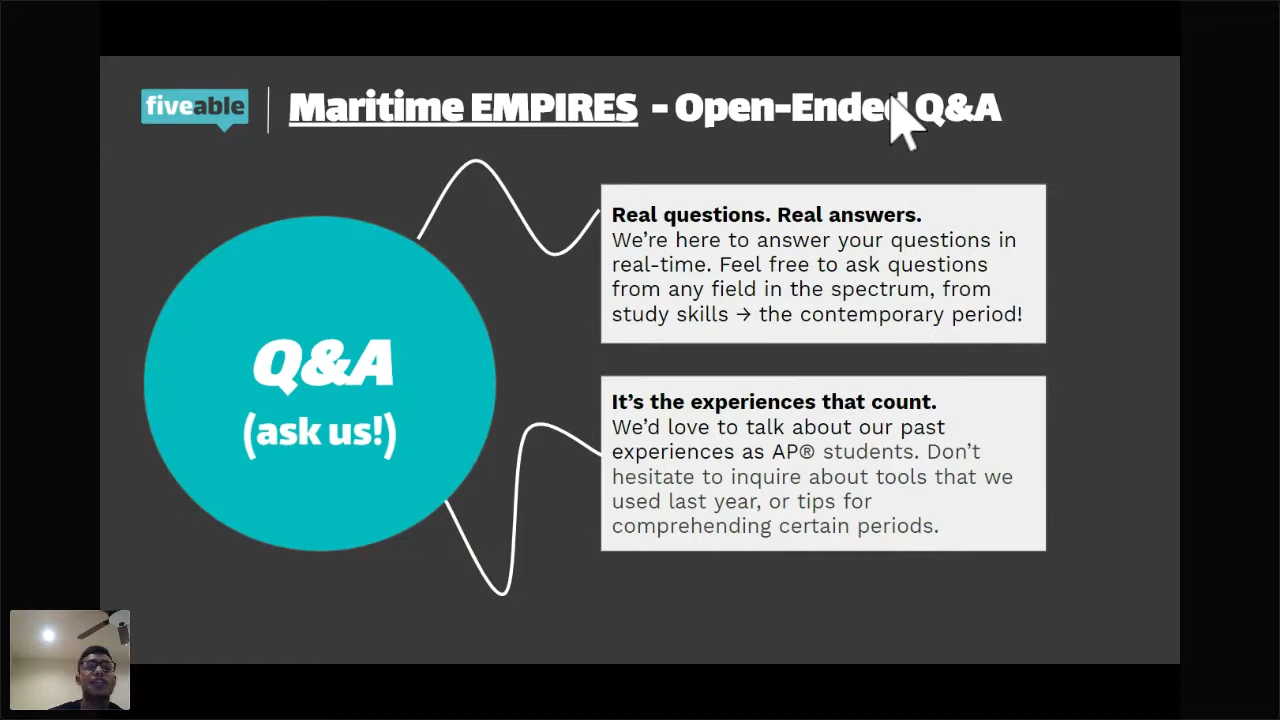 fiveable
Maritime EMPIRES - Open-Ended Q&A
Q&A
(ask us!)
Real questions. Real answers.
We're here to answer your questions in
real-time. Feel free to ask questions
from any field in the spectrum, from
study skills → the contemporary period!
It's the experiences that count.
We'd love to talk about our past
experiences as AP® students. Don't
hesitate to inquire about tools that we
used last year, or tips for
comprehending certain periods.